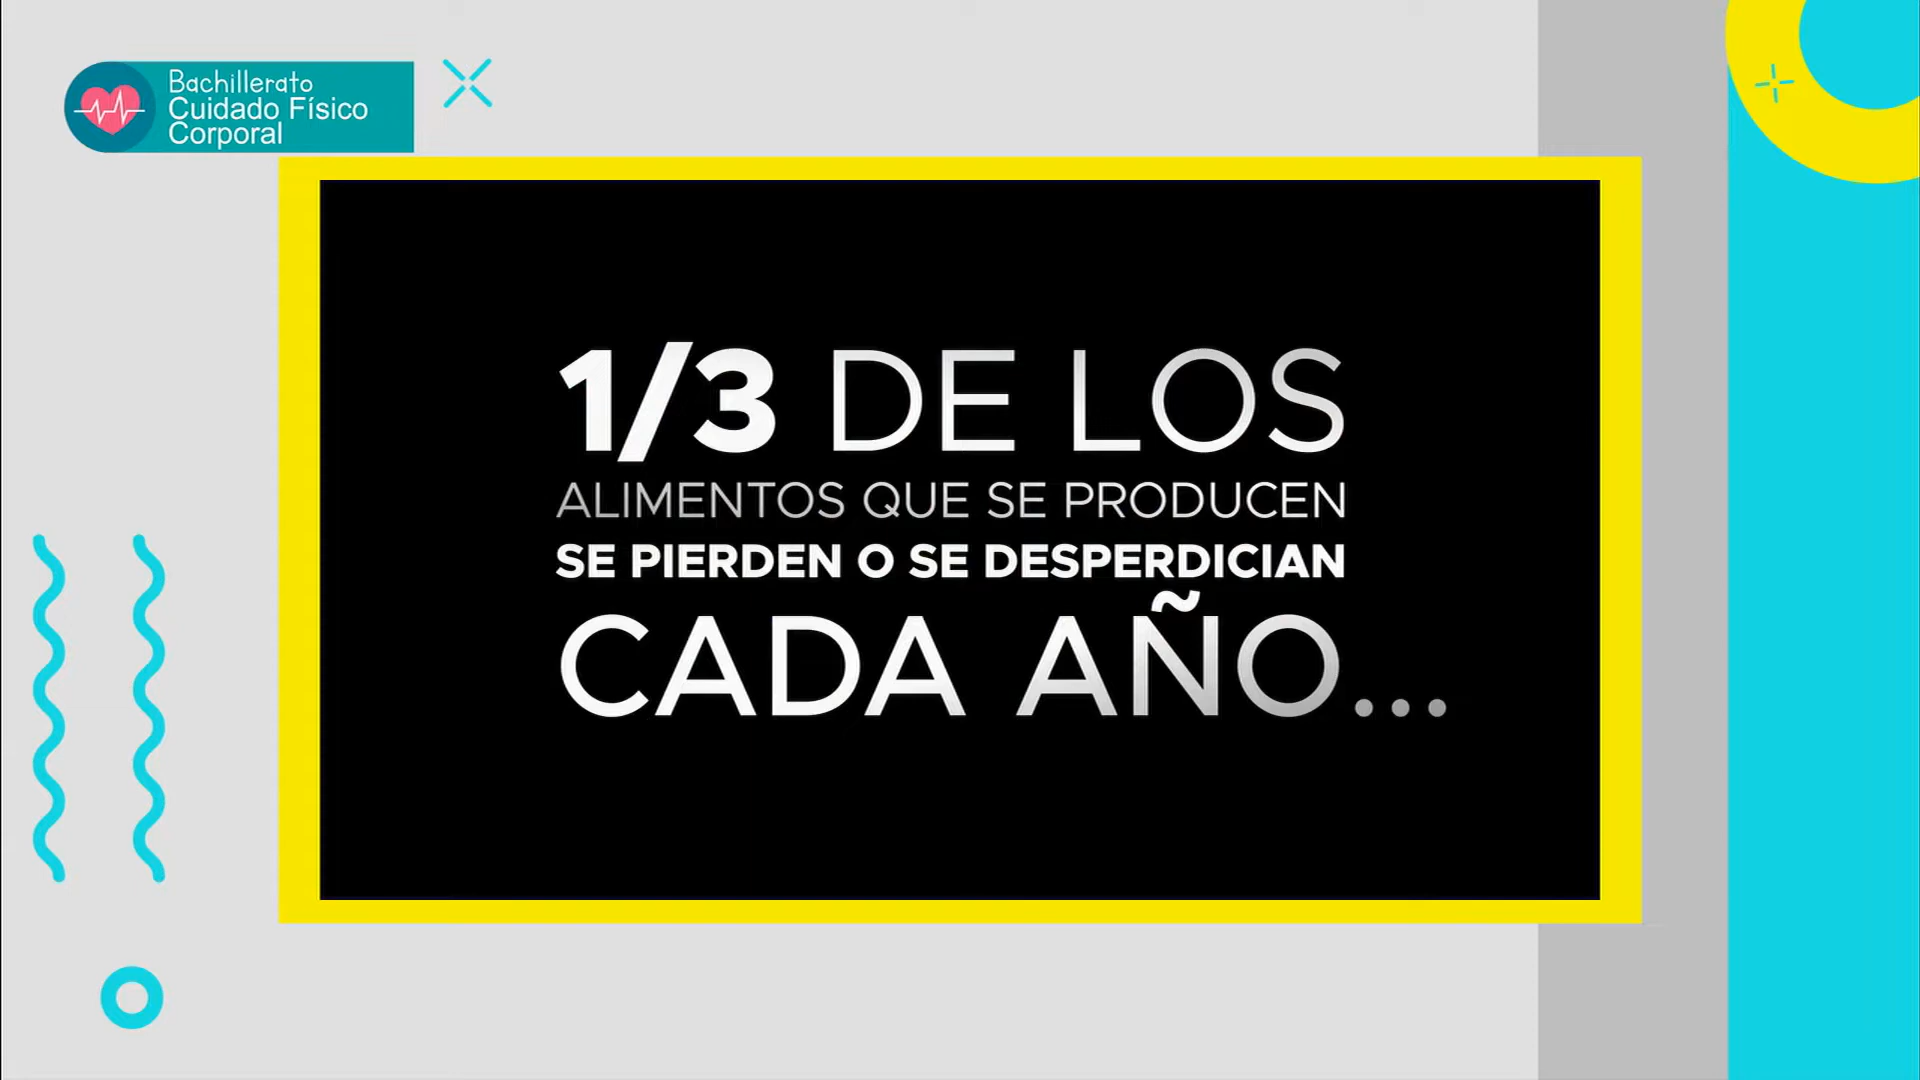 Bachillerato
Cuidado Físico
Corporal
1/3 DE LOS
ALIMENTOS QUE SE PRODUCEN
SE PIERDEN O SE DESPERDICIAN
CADA AÑO...